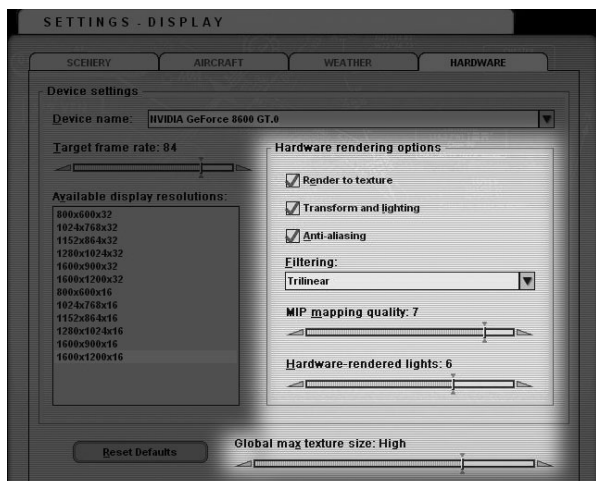 SETTINGS - DISPLAY
SCENERY AIRCRAFT WEATHER HARDWARE
Device settings
Device name: NVIDIA GeForce 8600 GT.0
Target frame rate: 84
Available display resolutions:
800x600x32
1024x768x32
1152x864x32
1280x1024x32
1600x900x32
1600x1200x32
800x600x16
1024x768x16
1152x864x16
1280x1024x16
1600x900x16
1600x1200x16
Hardware rendering options
Render to texture
Transform and lighting
Anti-aliasing
Filtering:
Trilinear
MIP mapping quality: 7
Hardware-rendered lights: 6
Reset Defaults
Global max texture size: High